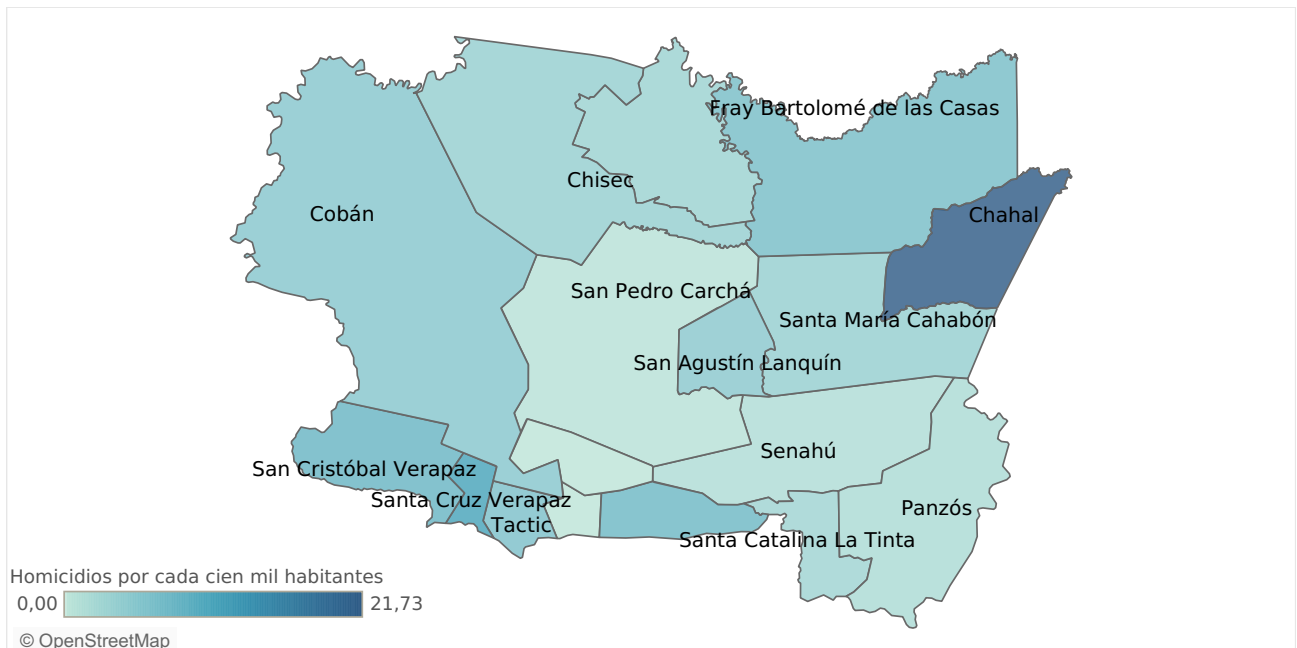 Fray Bartolomé de las Casas
Chisec
Cobán
Chahal
San Pedro Carchá
Santa María Cahabón
San Agustín Lanquín
Senahú
San Cristóbal Verapaz
Santa Cruz Verapaz
Panzós
Tactic
Santa Catalina La Tinta
Homicidios por cada cien mil habitantes
0,00 21,73
© OpenStreetMap